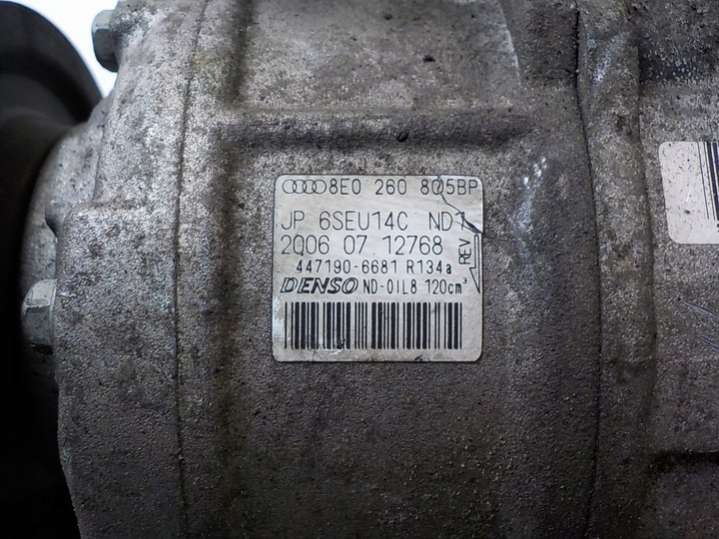 8E0 260 805BP
JP 6SEU14C ND1
2006 07 12768
REV
447190-6681 R134a
DENSO ND-OIL8 120cm³